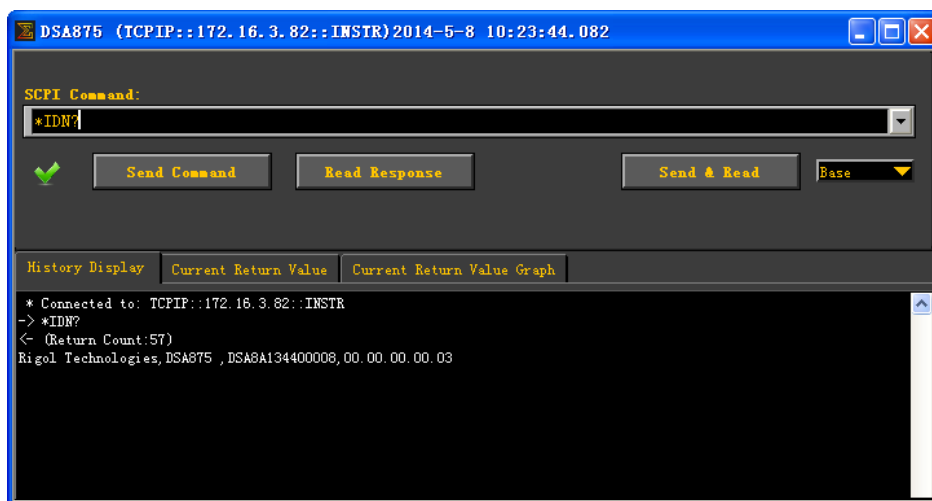 DSA875 (TCPIP::172.16.3.82::INSTR)2014-5-8 10:23:44.082
SCPI Command:
*IDN?
Send Command Read Response Send & Read Base
History Display Current Return Value Current Return Value Graph
* Connected to: TCPIP::172.16.3.82::INSTR
-> *IDN?
<- (Return Count:57)
Rigol Technologies,DSA875 ,DSA8A134400008,00.00.00.00.03